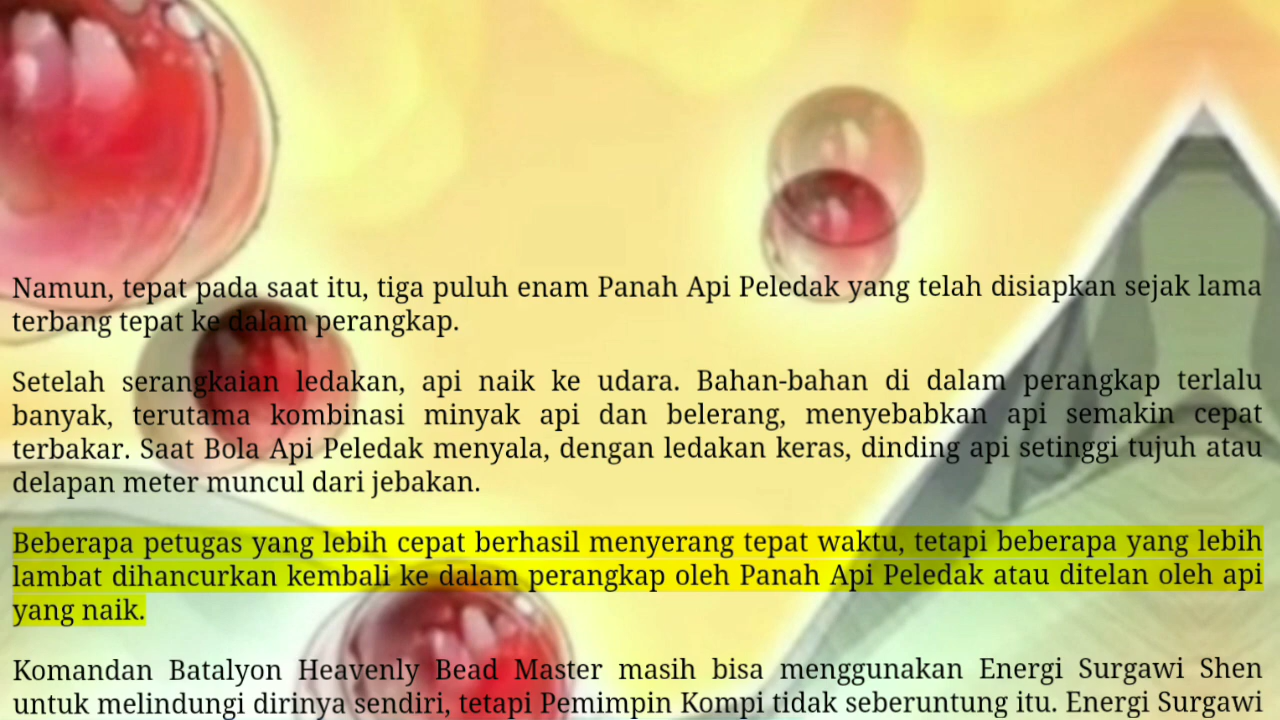 Namun, tepat pada saat itu, tiga puluh enam Panah Api Peledak yang telah disiapkan sejak lama
terbang tepat ke dalam perangkap.
Setelah serangkaian ledakan, api naik ke udara. Bahan-bahan di dalam perangkap terlalu
banyak, terutama kombinasi minyak api dan belerang, menyebabkan api semakin cepat
terbakar. Saat Bola Api Peledak menyala, dengan ledakan keras, dinding api setinggi tujuh atau
delapan meter muncul dari jebakan.
Beberapa petugas yang lebih cepat berhasil menyerang tepat waktu, tetapi beberapa yang lebih
lambat dihancurkan kembali ke dalam perangkap oleh Panah Api Peledak atau ditelan oleh api
yang naik.
Komandan Batalyon Heavenly Bead Master masih bisa menggunakan Energi Surgawi Shen
untuk melindungi dirinya sendiri, tetapi Pemimpin Kompi tidak seberuntung itu. Energi Surgawi